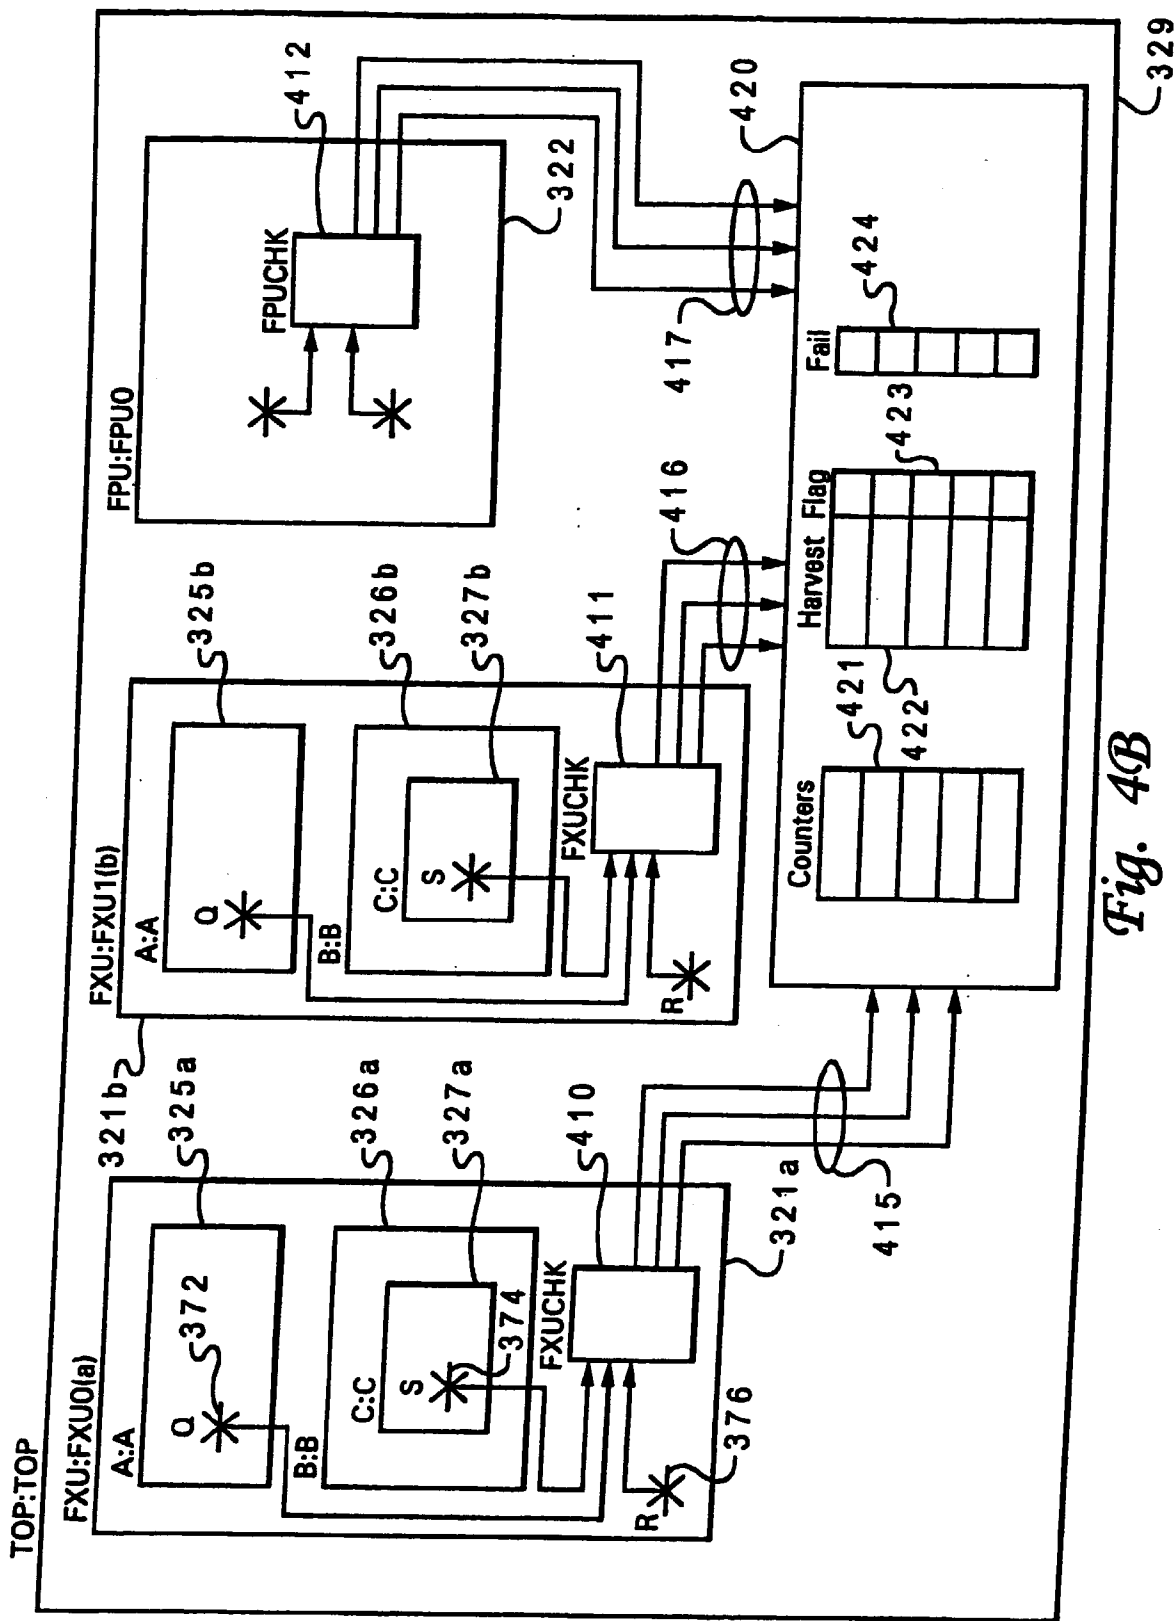 TOP:TOP
FXU:FXU0(a)
A:A
Q
372
325a
B:B
326a
C:C
S
374
327a
FXUCHK
410
R
376
321a
415
321b
FXU:FXU1(b)
A:A
Q
325b
B:B
326b
C:C
S
327b
FXUCHK
411
R
416
FPU:FPU0
FPUCHK
412
322
417
420
Counters
421
422
Harvest Flag
423
Fail
424
329
Fig. 4B